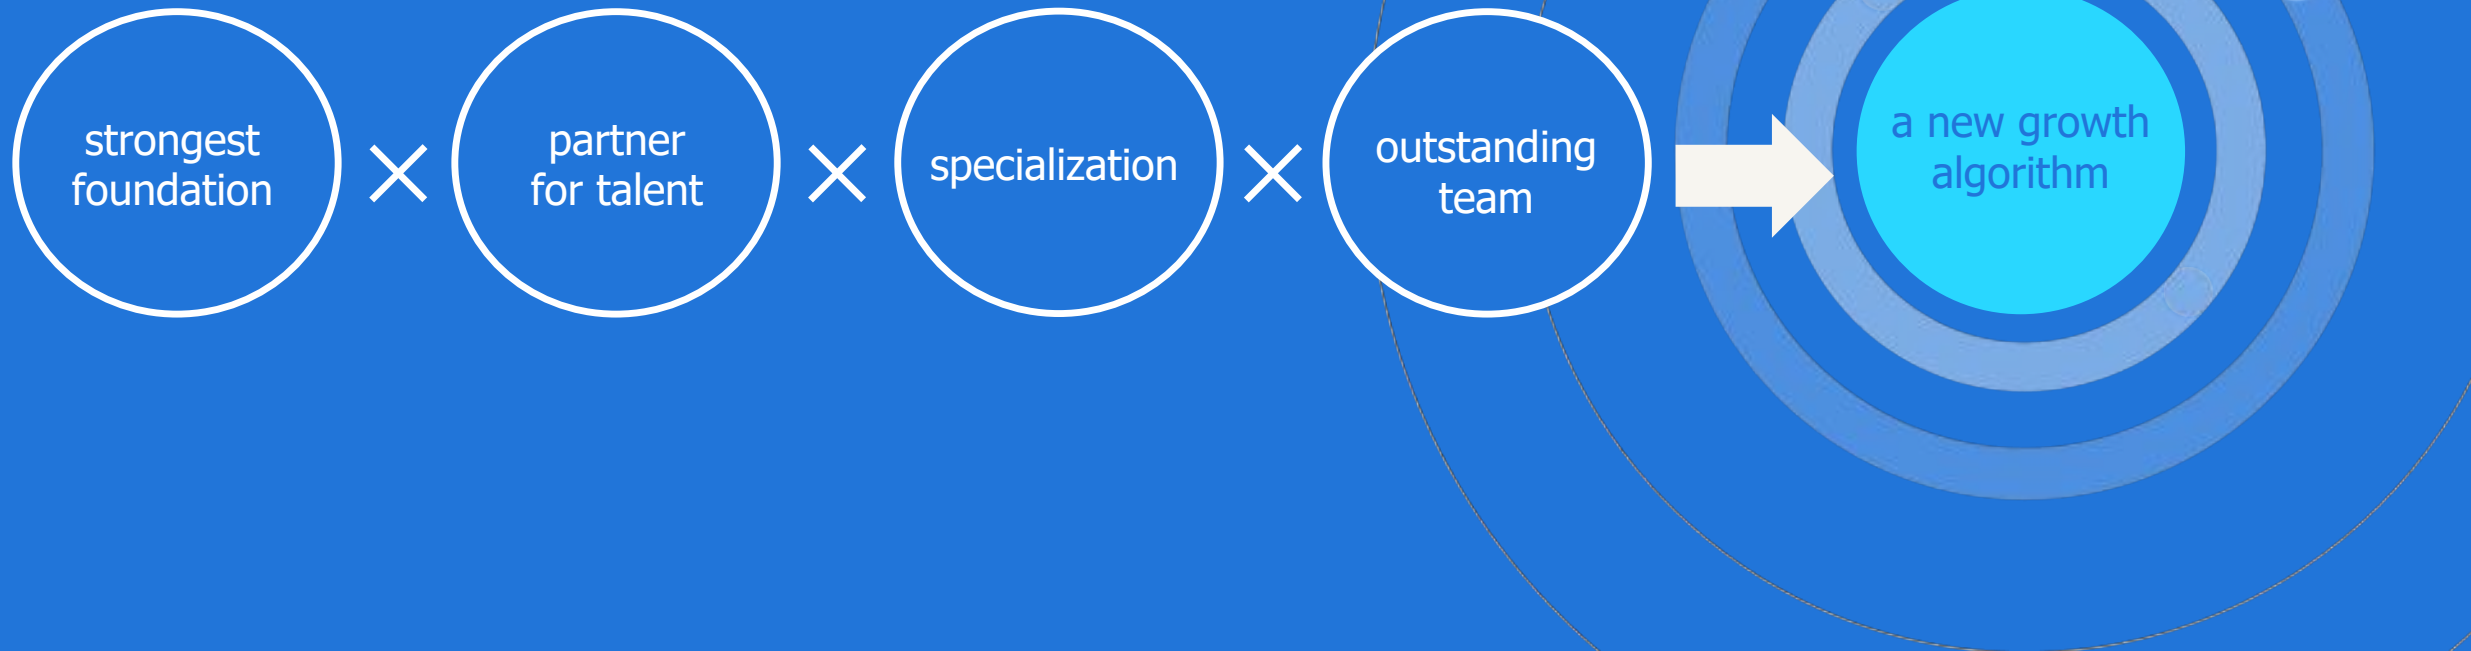 strongest
foundation
×
partner
for talent
×
specialization
×
outstanding
team
a new growth
algorithm